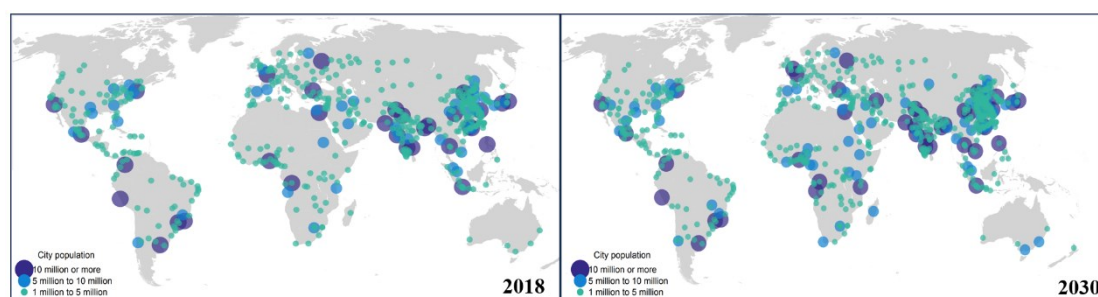 City population
10 million or more
5 million to 10 million
1 million to 5 million
2018
City population
10 million or more
5 million to 10 million
1 million to 5 million
2030